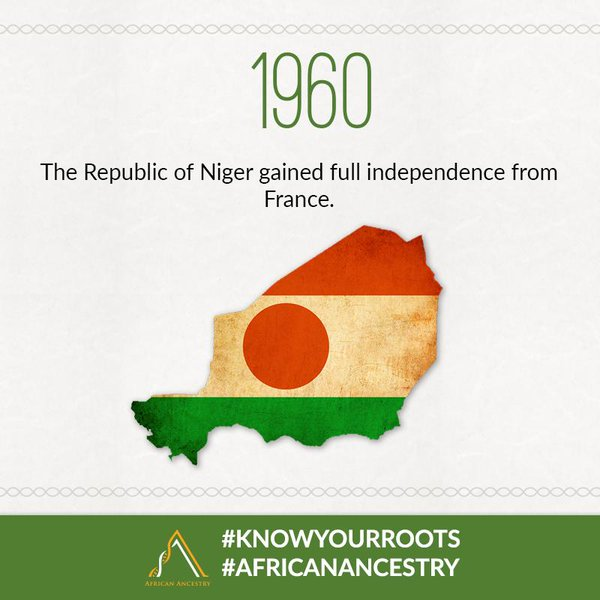 1960
The Republic of Niger gained full independence from
France.
#KNOWYOURROOTS
#AFRICANANCESTRY
AFRICAN ANCESTRY